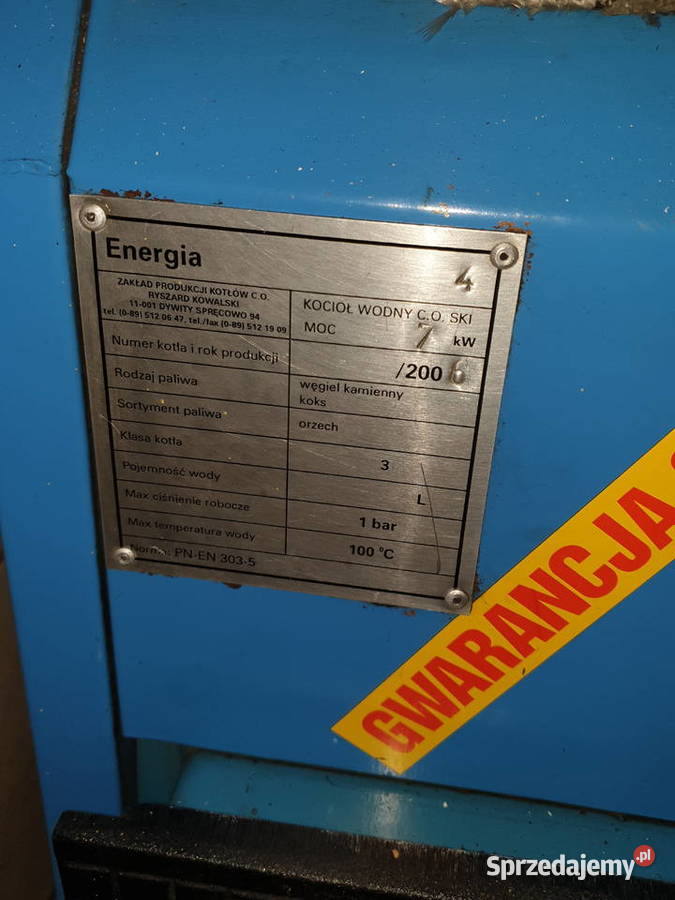 Energia
4
ZAKŁAD PRODUKCJI KOTŁÓW C.O.
RYSZARD KOWALSKI
11-001 DYWITY SPRĘCOWO 94
tel. (0-89) 512 06 47, tel./fax (0-89) 512 19 09
KOCIOŁ WODNY C.O. SKI
MOC 7 kW
Numer kotła i rok produkcji /200 6
Rodzaj paliwa węgiel kamienny
koks
Sortyment paliwa orzech
Klasa kotła 3
Pojemność wody L
Max ciśnienie robocze 1 bar
Max temperatura wody 100 °C
Norma: PN-EN 303-5
GWARANCJA
Sprzedajemy.pl